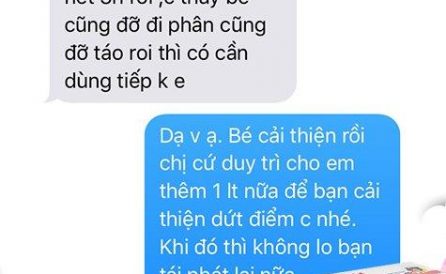 hết ổn rồi ,e thấy bé
cũng đỡ đi phân cũng
đỡ táo roi thì có cần
dùng tiếp k e
Dạ v ạ. Bé cải thiện rồi
chị cứ duy trì cho em
thêm 1 lt nữa để bạn cải
thiện dứt điểm c nhé.
Khi đó thì không lo bạn
tái phát lại nữa